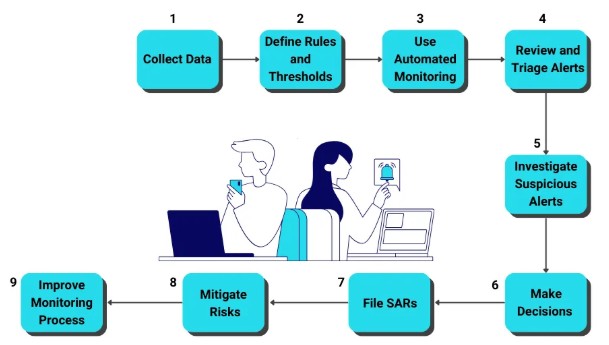 1
Collect Data
2
Define Rules
and
Thresholds
3
Use
Automated
Monitoring
4
Review and
Triage Alerts
5
Investigate
Suspicious
Alerts
6
Make
Decisions
7
File SARs
8
Mitigate
Risks
9
Improve
Monitoring
Process